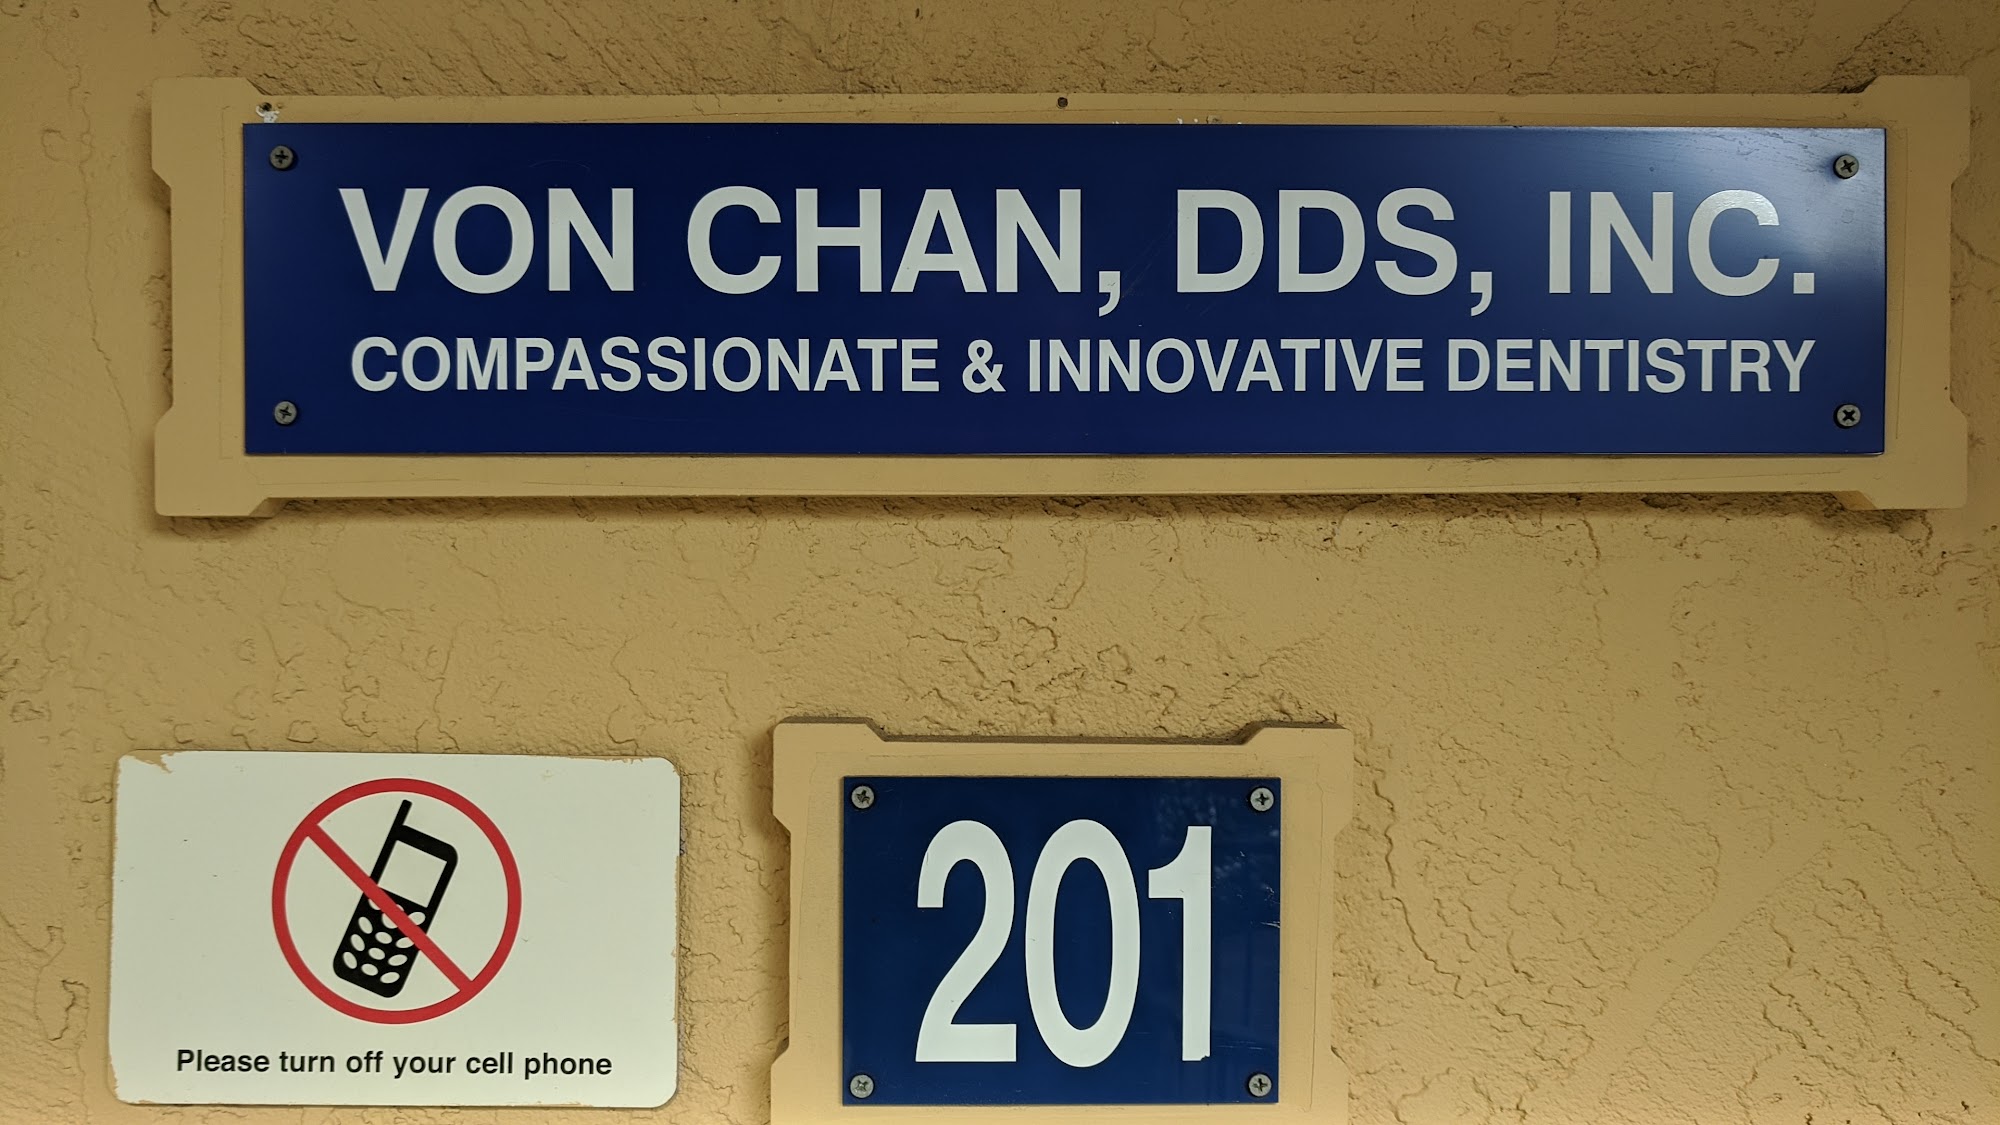 VON CHAN, DDS, INC.
COMPASSIONATE & INNOVATIVE DENTISTRY
Please turn off your cell phone
201